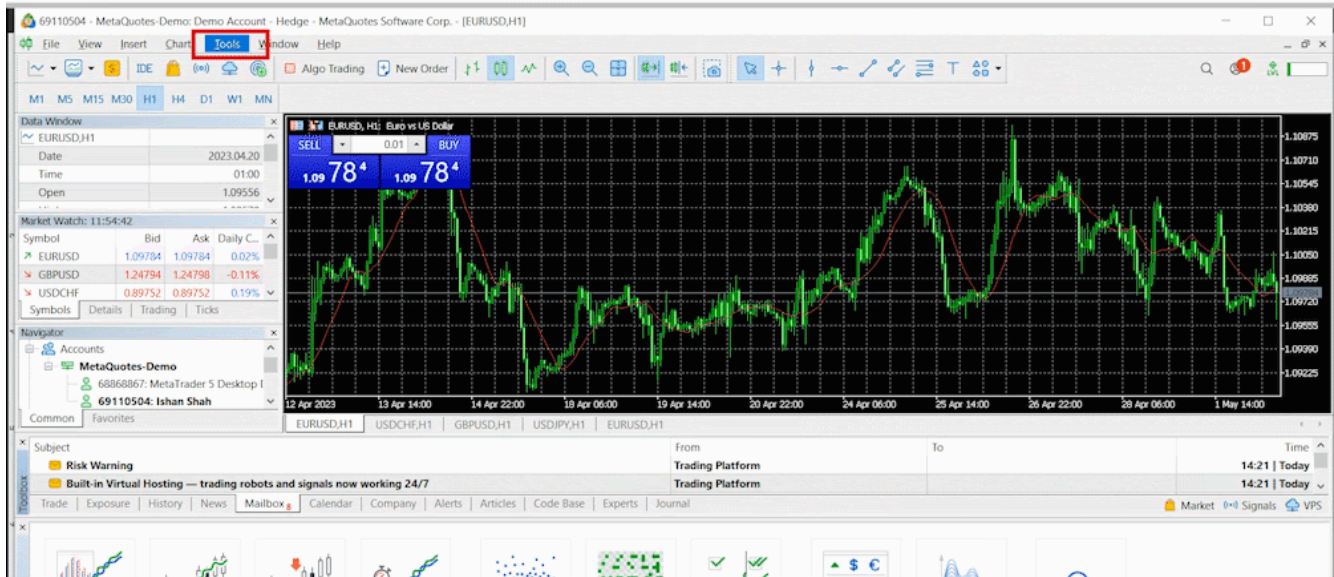 69110504 - MetaQuotes-Demo: Demo Account - Hedge - MetaQuotes Software Corp. - [EURUSD,H1]
File View Insert Chart Tools Window Help
IDE Algo Trading New Order T 1 LVL
M1 M5 M15 M30 H1 H4 D1 W1 MN
Data Window
EURUSD,H1
Date 2023.04.20
Time 01:00
Open 1.09556
Market Watch: 11:54:42
Symbol Bid Ask Daily C...
EURUSD 1.09784 1.09784 0.02%
GBPUSD 1.24794 1.24798 -0.11%
USDCHF 0.89752 0.89752 0.19%
Symbols Details Trading Ticks
Navigator
Accounts
MetaQuotes-Demo
68868867: MetaTrader 5 Desktop
69110504: Ishan Shah
Common Favorites
EURUSD, H1: Euro vs US Dollar
SELL 0.01 BUY
1.09 78 4 1.09 78 4
1.10875
1.10710
1.10545
1.10380
1.10215
1.10050
1.09885
1.09784
1.09720
1.09555
1.09390
1.09225
12 Apr 2023 13 Apr 14:00 14 Apr 22:00 18 Apr 06:00 19 Apr 14:00 20 Apr 22:00 24 Apr 06:00 25 Apr 14:00 26 Apr 22:00 28 Apr 06:00 1 May 14:00
EURUSD,H1 USDCHF,H1 GBPUSD,H1 USDJPY,H1 EURUSD,H1
Toolbox
Subject From To Time
Risk Warning Trading Platform 14:21 | Today
Built-in Virtual Hosting — trading robots and signals now working 24/7 Trading Platform 14:21 | Today
Trade Exposure History News Mailbox 8 Calendar Company Alerts Articles Code Base Experts Journal Market Signals VPS
$ €